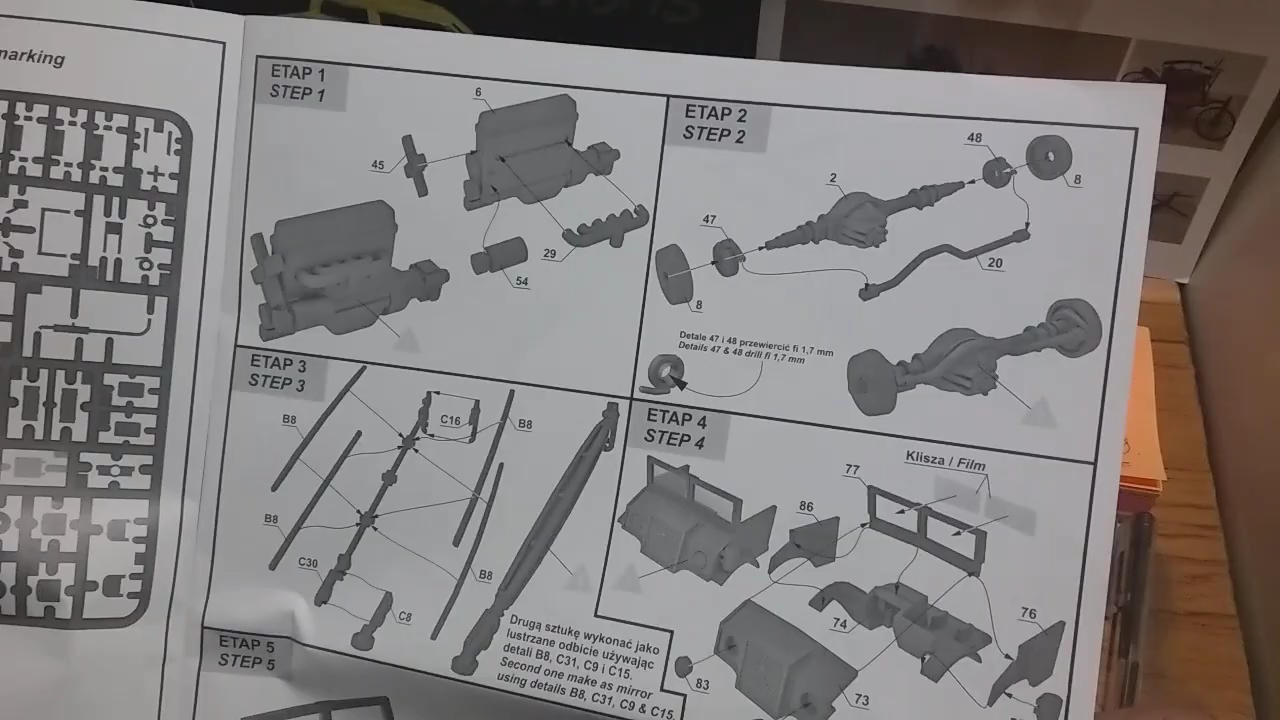 marking
ETAP 1
STEP 1
6
45
29
54
ETAP 2
STEP 2
48
8
2
47
20
8
Detale 47 i 48 przewiercić fi 1,7 mm
Details 47 & 48 drill fi 1,7 mm
ETAP 3
STEP 3
C16
B8
B8
B8
B8
C30
C8
Drugą sztukę wykonać jako
lustrzane odbicie używając
detali B8, C31, C9 i C15.
Second one make as mirror
using details B8, C31, C9 & C15.
ETAP 4
STEP 4
Klisza / Film
77
86
74
76
83
73
ETAP 5
STEP 5